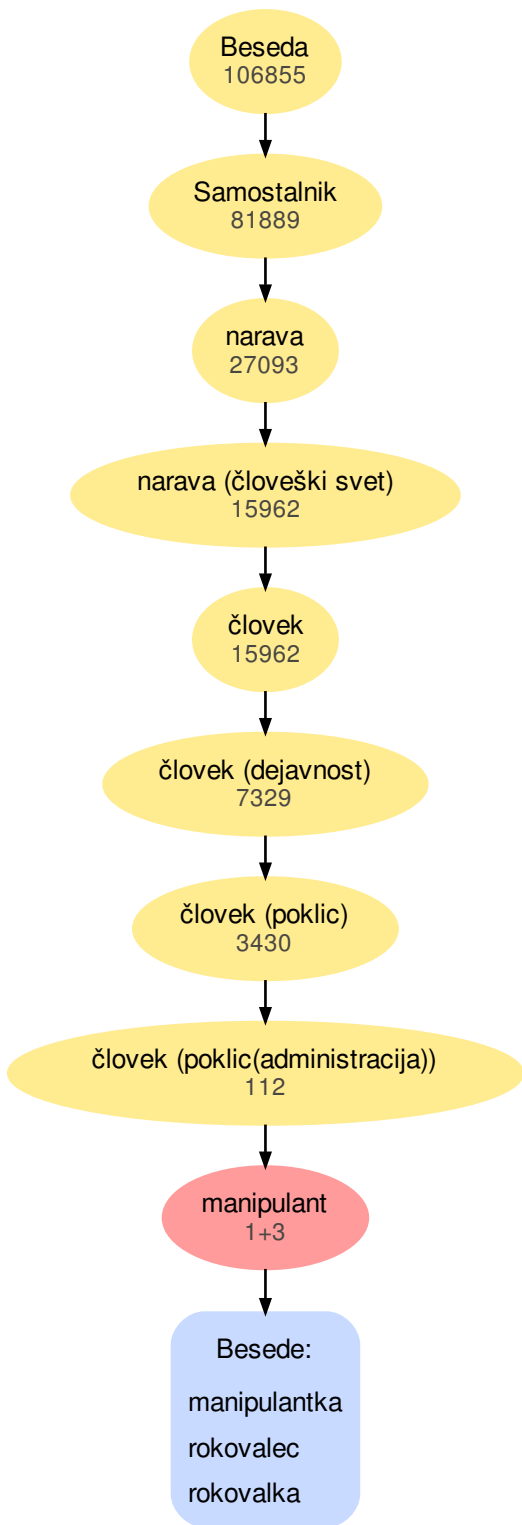 Beseda
106855
Samostalnik
81889
narava
27093
narava (človeški svet)
15962
človek
15962
človek (dejavnost)
7329
človek (poklic)
3430
človek (poklic(administracija))
112
manipulant
1+3
Besede:
manipulantka
rokovalec
rokovalka